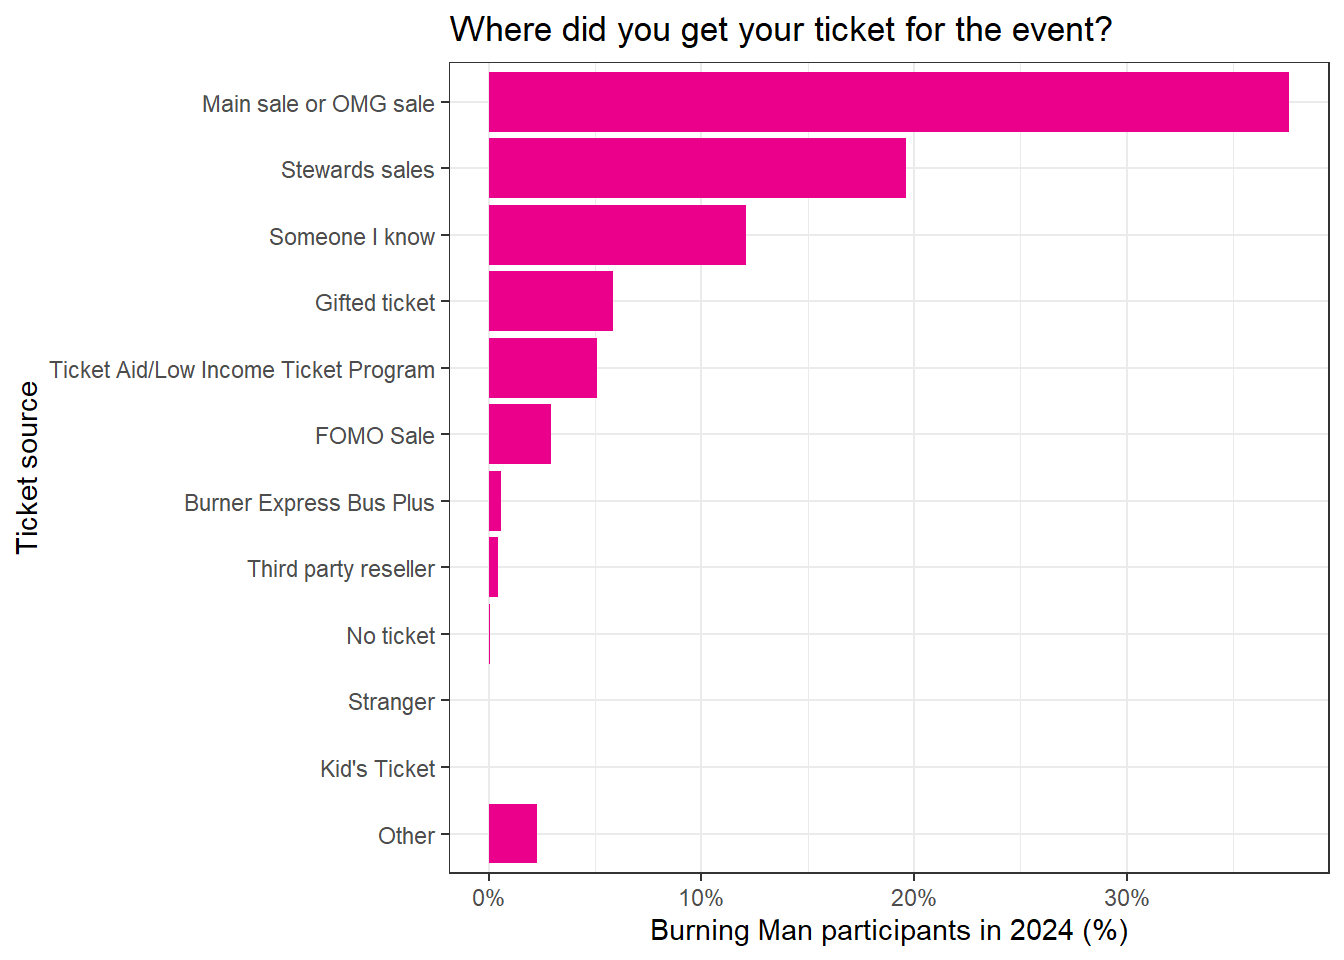 Where did you get your ticket for the event?
Main sale or OMG sale
Stewards sales
Someone I know
Gifted ticket
Ticket Aid/Low Income Ticket Program
FOMO Sale
Burner Express Bus Plus
Third party reseller
No ticket
Stranger
Kid's Ticket
Other
Ticket source
0% 10% 20% 30%
Burning Man participants in 2024 (%)